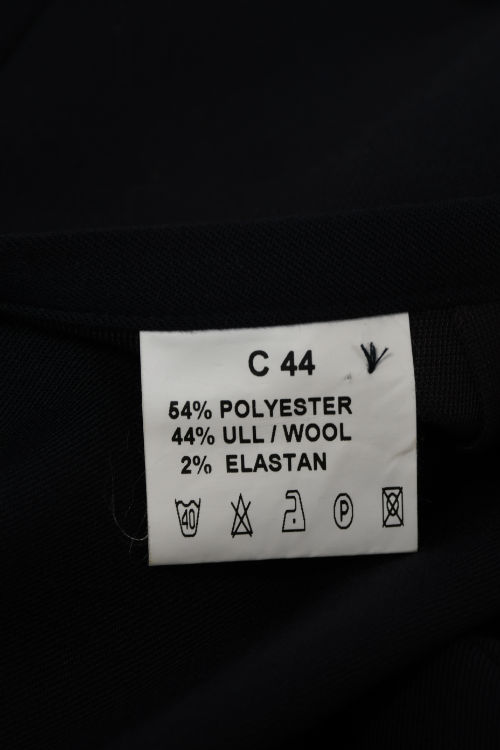 C 44
54% POLYESTER
44% ULL / WOOL
2% ELASTAN
40 P